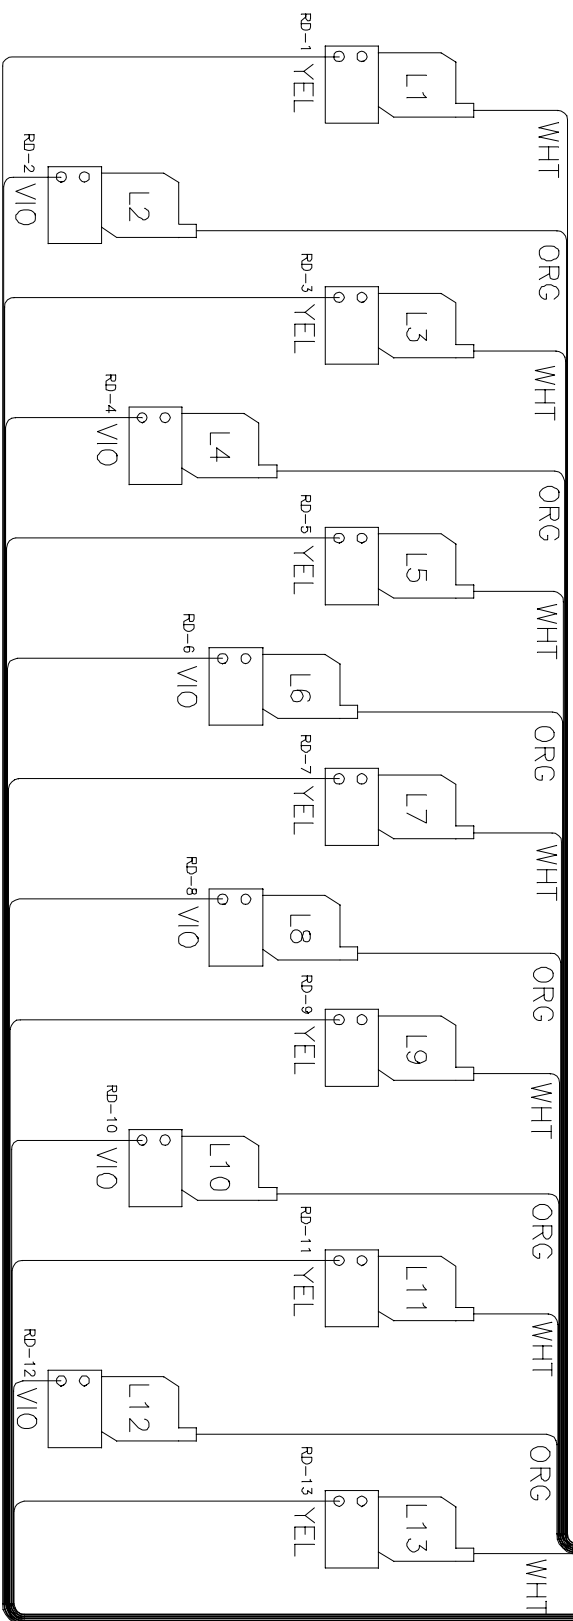 RD-1
YEL
L1
WHT
RD-2
VIO
L2
ORG
RD-3
YEL
L3
WHT
RD-4
VIO
L4
ORG
RD-5
YEL
L5
WHT
RD-6
VIO
L6
ORG
RD-7
YEL
L7
WHT
RD-8
VIO
L8
ORG
RD-9
YEL
L9
WHT
RD-10
VIO
L10
ORG
RD-11
YEL
L11
WHT
RD-12
VIO
L12
ORG
RD-13
YEL
L13
WHT